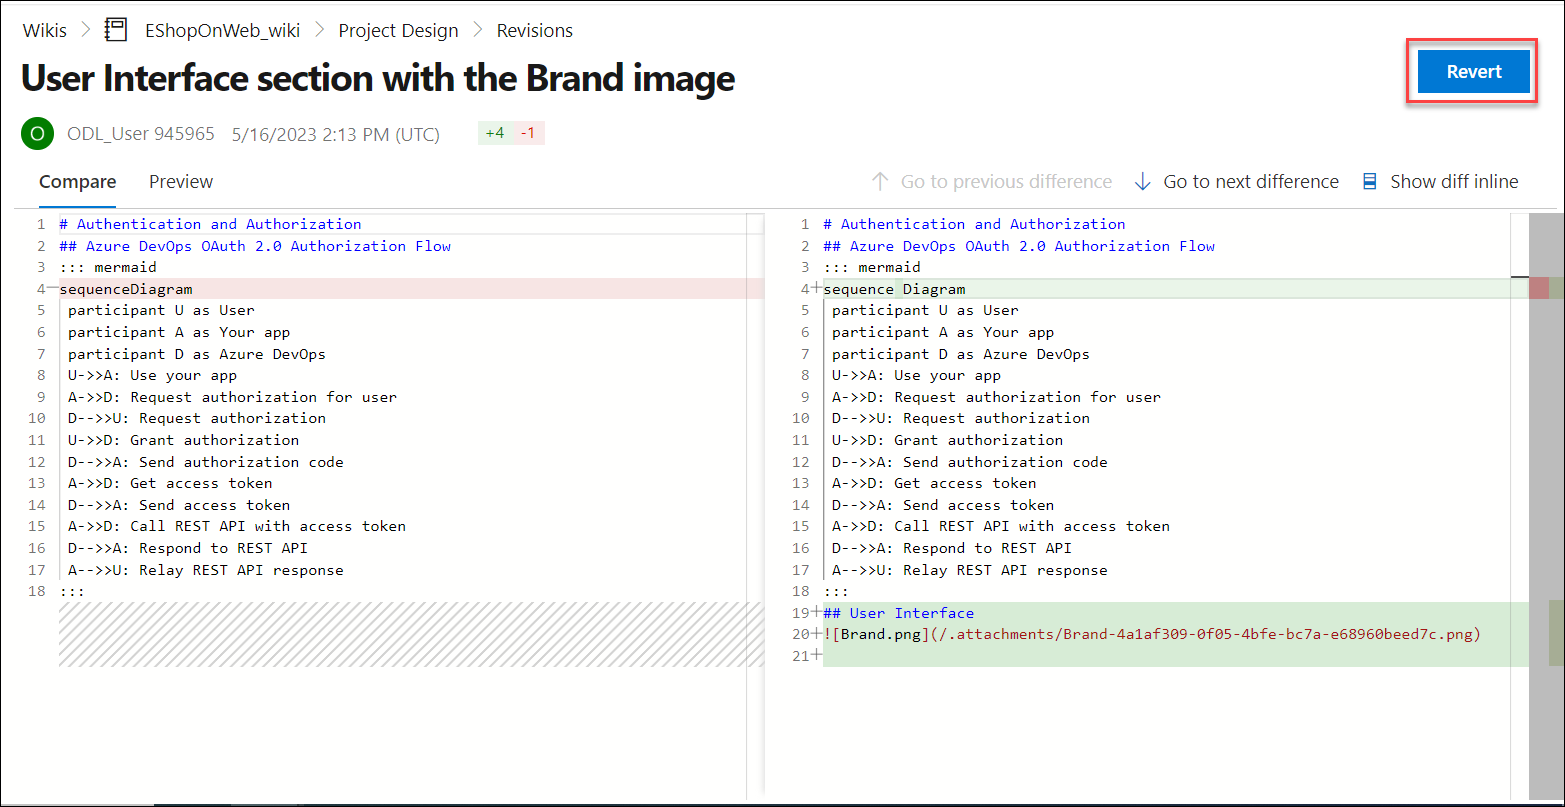 Wikis > EShopOnWeb_wiki > Project Design > Revisions
User Interface section with the Brand image
Revert
O ODL_User 945965 5/16/2023 2:13 PM (UTC) +4 -1
Compare Preview Go to previous difference Go to next difference Show diff inline
1 # Authentication and Authorization
2 ## Azure DevOps OAuth 2.0 Authorization Flow
3 ::: mermaid
4 — sequenceDiagram
5 participant U as User
6 participant A as Your app
7 participant D as Azure DevOps
8 U->>A: Use your app
9 A->>D: Request authorization for user
10 D-->>U: Request authorization
11 U->>D: Grant authorization
12 D-->>A: Send authorization code
13 A->>D: Get access token
14 D-->>A: Send access token
15 A->>D: Call REST API with access token
16 D-->>A: Respond to REST API
17 A-->>U: Relay REST API response
18 :::
1 # Authentication and Authorization
2 ## Azure DevOps OAuth 2.0 Authorization Flow
3 ::: mermaid
4+ sequence Diagram
5 participant U as User
6 participant A as Your app
7 participant D as Azure DevOps
8 U->>A: Use your app
9 A->>D: Request authorization for user
10 D-->>U: Request authorization
11 U->>D: Grant authorization
12 D-->>A: Send authorization code
13 A->>D: Get access token
14 D-->>A: Send access token
15 A->>D: Call REST API with access token
16 D-->>A: Respond to REST API
17 A-->>U: Relay REST API response
18 :::
19+ ## User Interface
20+ ![Brand.png](/.attachments/Brand-4a1af309-0f05-4bfe-bc7a-e68960beed7c.png)
21+